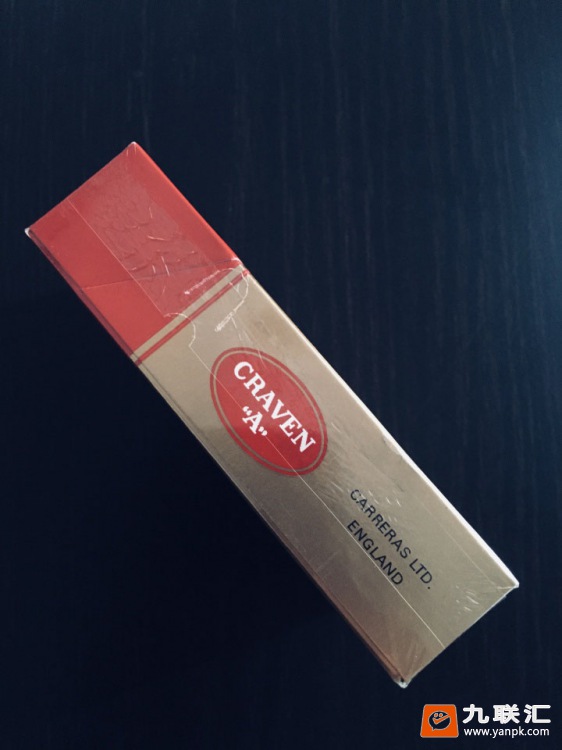 CRAVEN
“A”
CARRERAS LTD.
ENGLAND
九联汇
www.yanpk.com